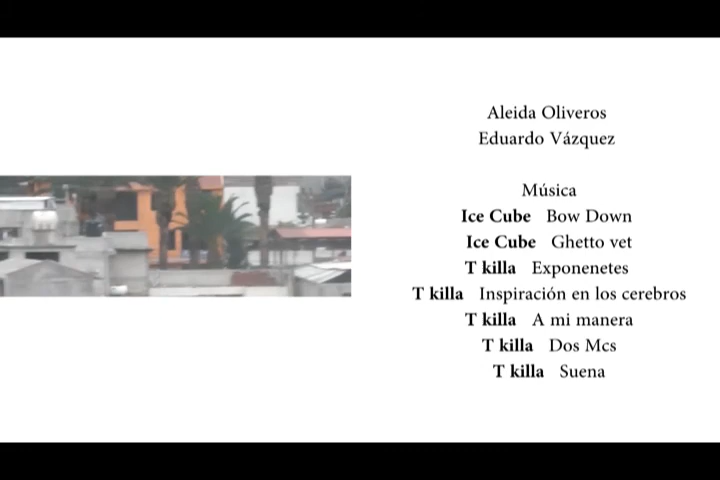 Aleida Oliveros
Eduardo Vázquez
Música
Ice Cube Bow Down
Ice Cube Ghetto vet
T killa Exponenetes
T killa Inspiración en los cerebros
T killa A mi manera
T killa Dos Mcs
T killa Suena